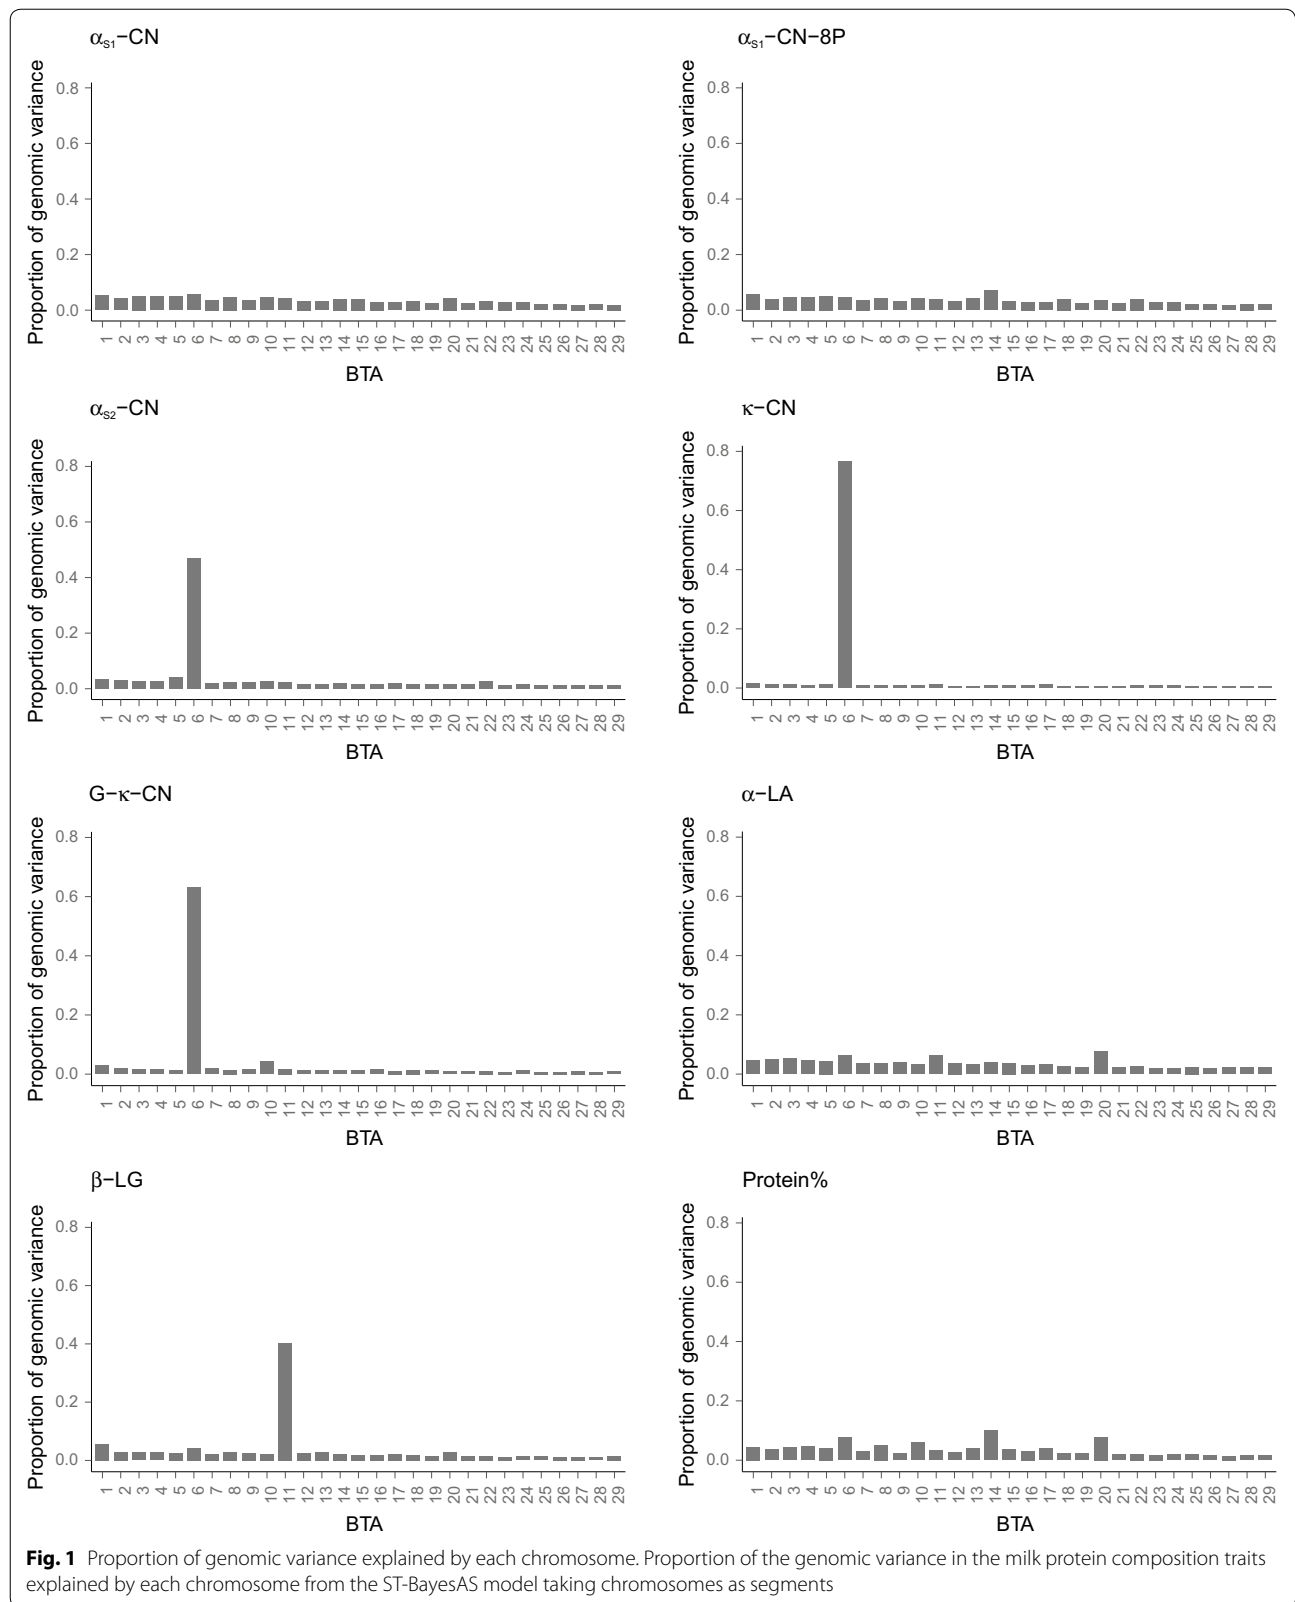 αS1−CN
Proportion of genomic variance
0.8
0.6
0.4
0.2
0.0
1 2 3 4 5 6 7 8 9 10 11 12 13 14 15 16 17 18 19 20 21 22 23 24 25 26 27 28 29
BTA
αS1−CN−8P
Proportion of genomic variance
0.8
0.6
0.4
0.2
0.0
1 2 3 4 5 6 7 8 9 10 11 12 13 14 15 16 17 18 19 20 21 22 23 24 25 26 27 28 29
BTA
αS2−CN
Proportion of genomic variance
0.8
0.6
0.4
0.2
0.0
1 2 3 4 5 6 7 8 9 10 11 12 13 14 15 16 17 18 19 20 21 22 23 24 25 26 27 28 29
BTA
κ−CN
Proportion of genomic variance
0.8
0.6
0.4
0.2
0.0
1 2 3 4 5 6 7 8 9 10 11 12 13 14 15 16 17 18 19 20 21 22 23 24 25 26 27 28 29
BTA
G−κ−CN
Proportion of genomic variance
0.8
0.6
0.4
0.2
0.0
1 2 3 4 5 6 7 8 9 10 11 12 13 14 15 16 17 18 19 20 21 22 23 24 25 26 27 28 29
BTA
α−LA
Proportion of genomic variance
0.8
0.6
0.4
0.2
0.0
1 2 3 4 5 6 7 8 9 10 11 12 13 14 15 16 17 18 19 20 21 22 23 24 25 26 27 28 29
BTA
β−LG
Proportion of genomic variance
0.8
0.6
0.4
0.2
0.0
1 2 3 4 5 6 7 8 9 10 11 12 13 14 15 16 17 18 19 20 21 22 23 24 25 26 27 28 29
BTA
Protein%
Proportion of genomic variance
0.8
0.6
0.4
0.2
0.0
1 2 3 4 5 6 7 8 9 10 11 12 13 14 15 16 17 18 19 20 21 22 23 24 25 26 27 28 29
BTA
Fig. 1 Proportion of genomic variance explained by each chromosome. Proportion of the genomic variance in the milk protein composition traits
explained by each chromosome from the ST-BayesAS model taking chromosomes as segments